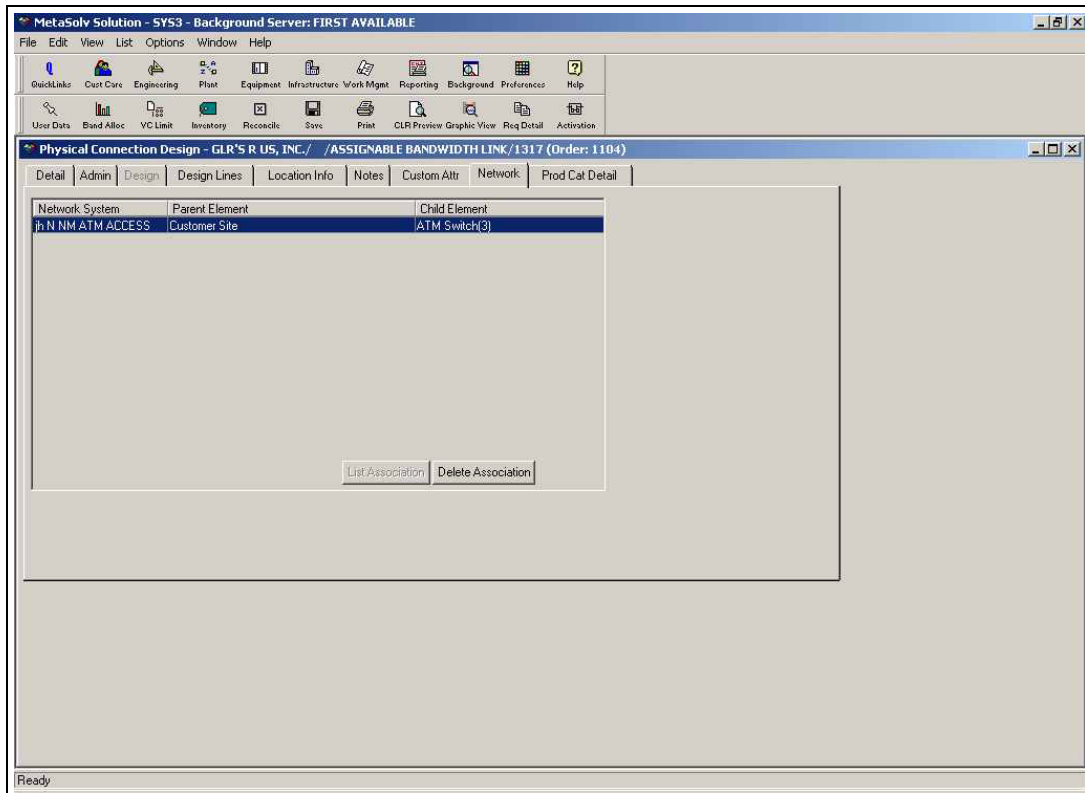 MetaSolv Solution - SYS3 - Background Server: FIRST AVAILABLE
File Edit View List Options Window Help
QuickLinks Cust Care Engineering Plant Equipment Infrastructure Work Mgmt Reporting Background Preferences Help
User Data Band Alloc VC Limit Inventory Reconcile Save Print CLR Preview Graphic View Req Detail Activation
Physical Connection Design - GLR'S R US, INC./ /ASSIGNABLE BANDWIDTH LINK/1317 (Order: 1104)
Detail Admin Design Design Lines Location Info Notes Custom Attr Network Prod Cat Detail
Network System Parent Element Child Element
jh N NM ATM ACCESS Customer Site ATM Switch(3)
List Association Delete Association
Ready